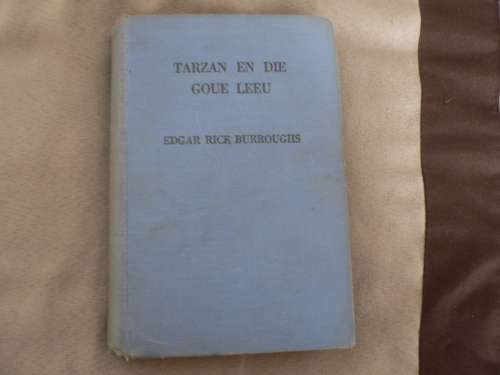 TARZAN EN DIE
GOUE LEEU
EDGAR RICE BURROUGHS